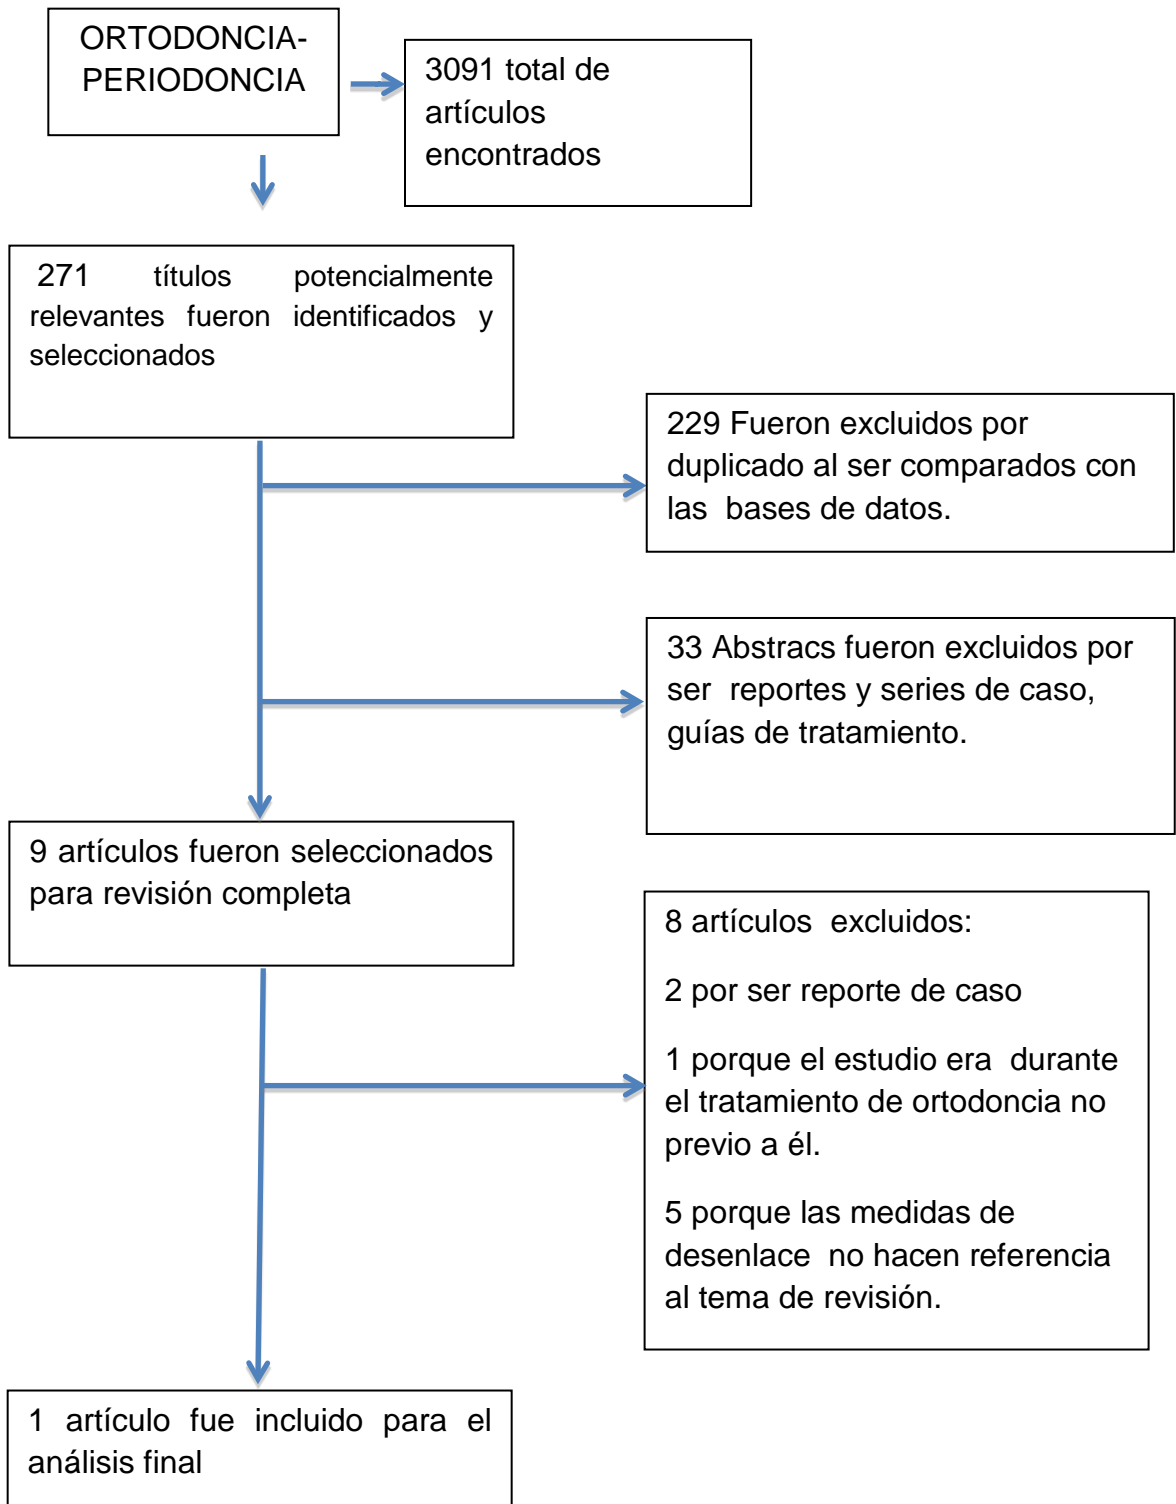 ORTODONCIA-
PERIODONCIA
3091 total de
artículos
encontrados
271 títulos potencialmente
relevantes fueron identificados y
seleccionados
229 Fueron excluidos por
duplicado al ser comparados con
las bases de datos.
33 Abstracs fueron excluidos por
ser reportes y series de caso,
guías de tratamiento.
9 artículos fueron seleccionados
para revisión completa
8 artículos excluidos:
2 por ser reporte de caso
1 porque el estudio era durante
el tratamiento de ortodoncia no
previo a él.
5 porque las medidas de
desenlace no hacen referencia
al tema de revisión.
1 artículo fue incluido para el
análisis final